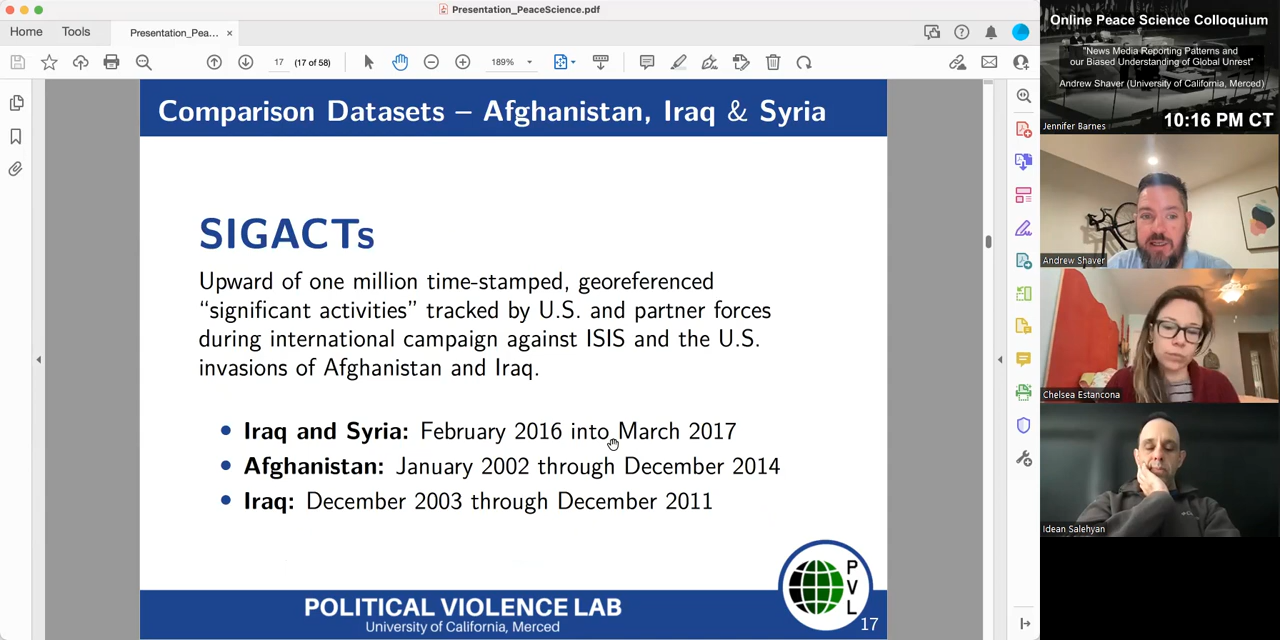 Presentation_PeaceScience.pdf
Home
Tools
Presentation_Pea...
17
(17 of 58)
189%
Comparison Datasets – Afghanistan, Iraq & Syria
SIGACTs
Upward of one million time-stamped, georeferenced
“significant activities” tracked by U.S. and partner forces
during international campaign against ISIS and the U.S.
invasions of Afghanistan and Iraq.
• Iraq and Syria: February 2016 into March 2017
• Afghanistan: January 2002 through December 2014
• Iraq: December 2003 through December 2011
PVL
POLITICAL VIOLENCE LAB
University of California, Merced
17
Online Peace Science Colloquium
"News Media Reporting Patterns and
our Biased Understanding of Global Unrest"
Andrew Shaver (University of California, Merced)
10:16 PM CT
Jennifer Barnes
Andrew Shaver
Chelsea Estancona
Idean Salehyan